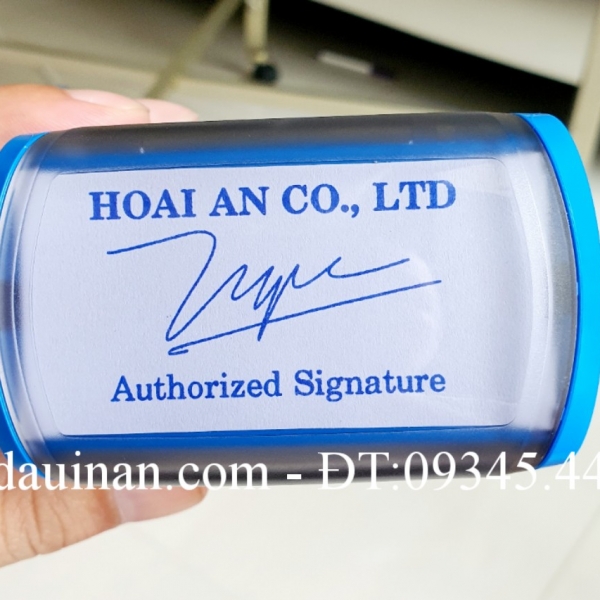 HOAI AN CO., LTD
Authorized Signature
dauinan.com - ĐT:09345.44